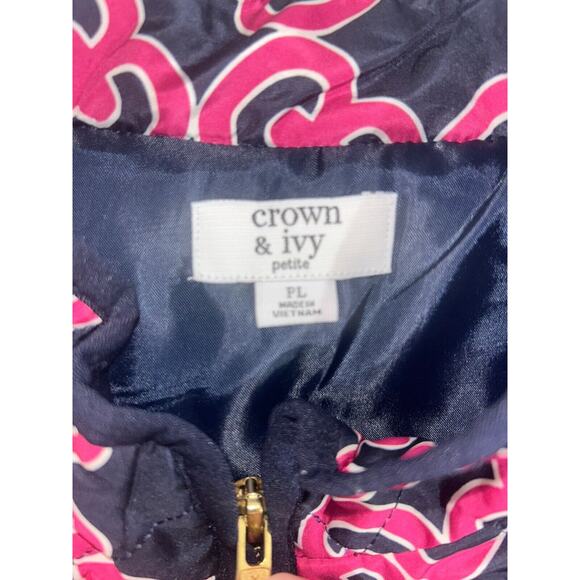 crown
& ivy
petite
PL
MADE IN
VIETNAM